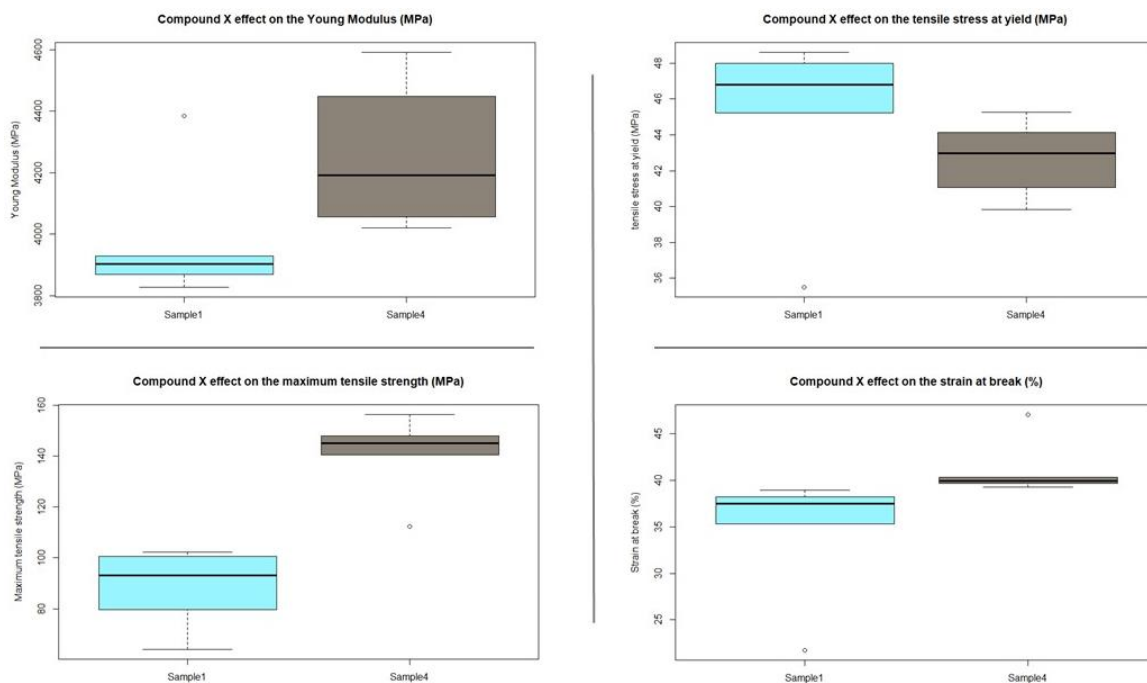 Compound X effect on the Young Modulus (MPa)
Young Modulus (MPa)
4600
4400
4200
4000
3800
Sample1 Sample4
Compound X effect on the tensile stress at yield (MPa)
tensile stress at yield (MPa)
48
46
44
42
40
38
36
Sample1 Sample4
Compound X effect on the maximum tensile strength (MPa)
Maximum tensile strength (MPa)
160
140
120
100
80
Sample1 Sample4
Compound X effect on the strain at break (%)
Strain at break (%)
45
40
35
30
25
Sample1 Sample4